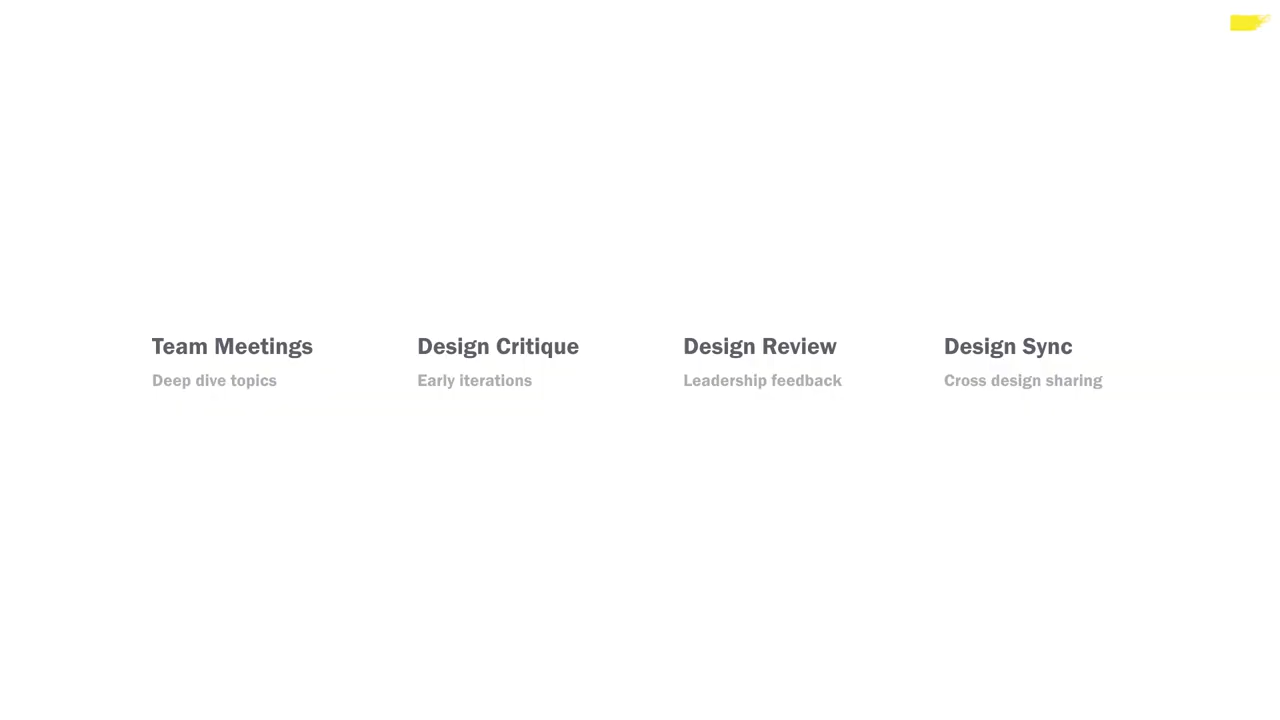 Team Meetings
Deep dive topics
Design Critique
Early iterations
Design Review
Leadership feedback
Design Sync
Cross design sharing